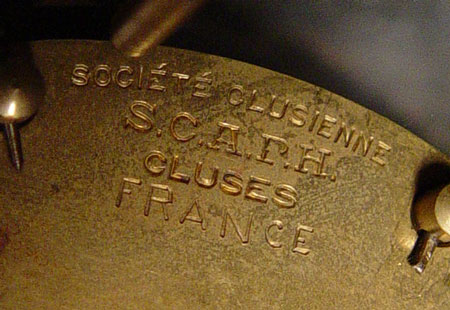 SOCIÉTÉ CLUSIENNE
S.C.A.P.H.
CLUSES
FRANCE